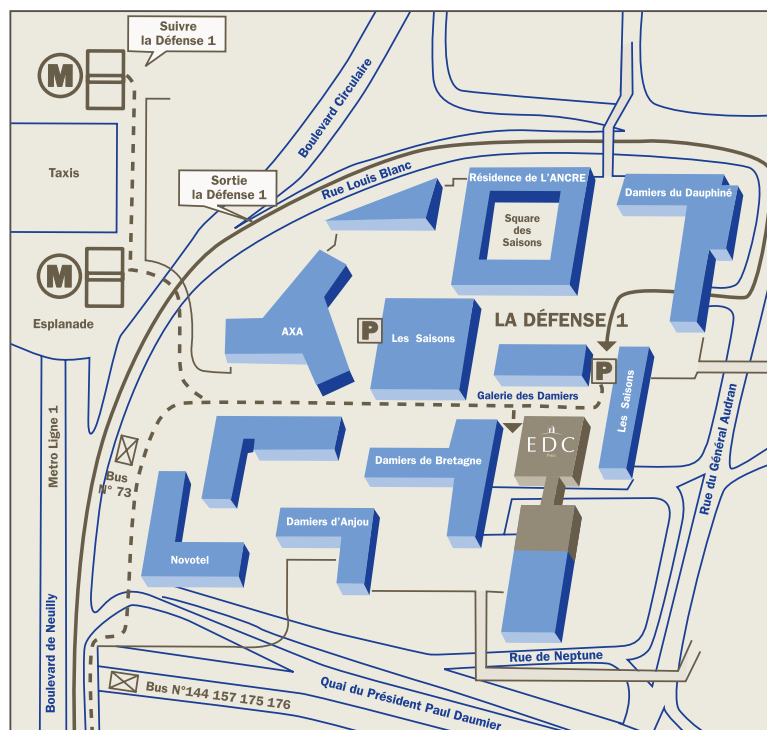 Suivre
la Défense 1
M
Taxis
Boulevard Circulaire
Sortie
la Défense 1
Rue Louis Blanc
Résidence de L'ANCRE
Square
des
Saisons
Damiers du Dauphiné
M
Esplanade
AXA
P
Les Saisons
LA DÉFENSE 1
P
Galerie des Damiers
Les Saisons
Rue du Général Audran
Metro Ligne 1
Bus
N° 73
Damiers de Bretagne
EDC
Paris
Damiers d'Anjou
Novotel
Boulevard de Neuilly
Rue de Neptune
Bus N°144 157 175 176
Quai du Président Paul Daumier